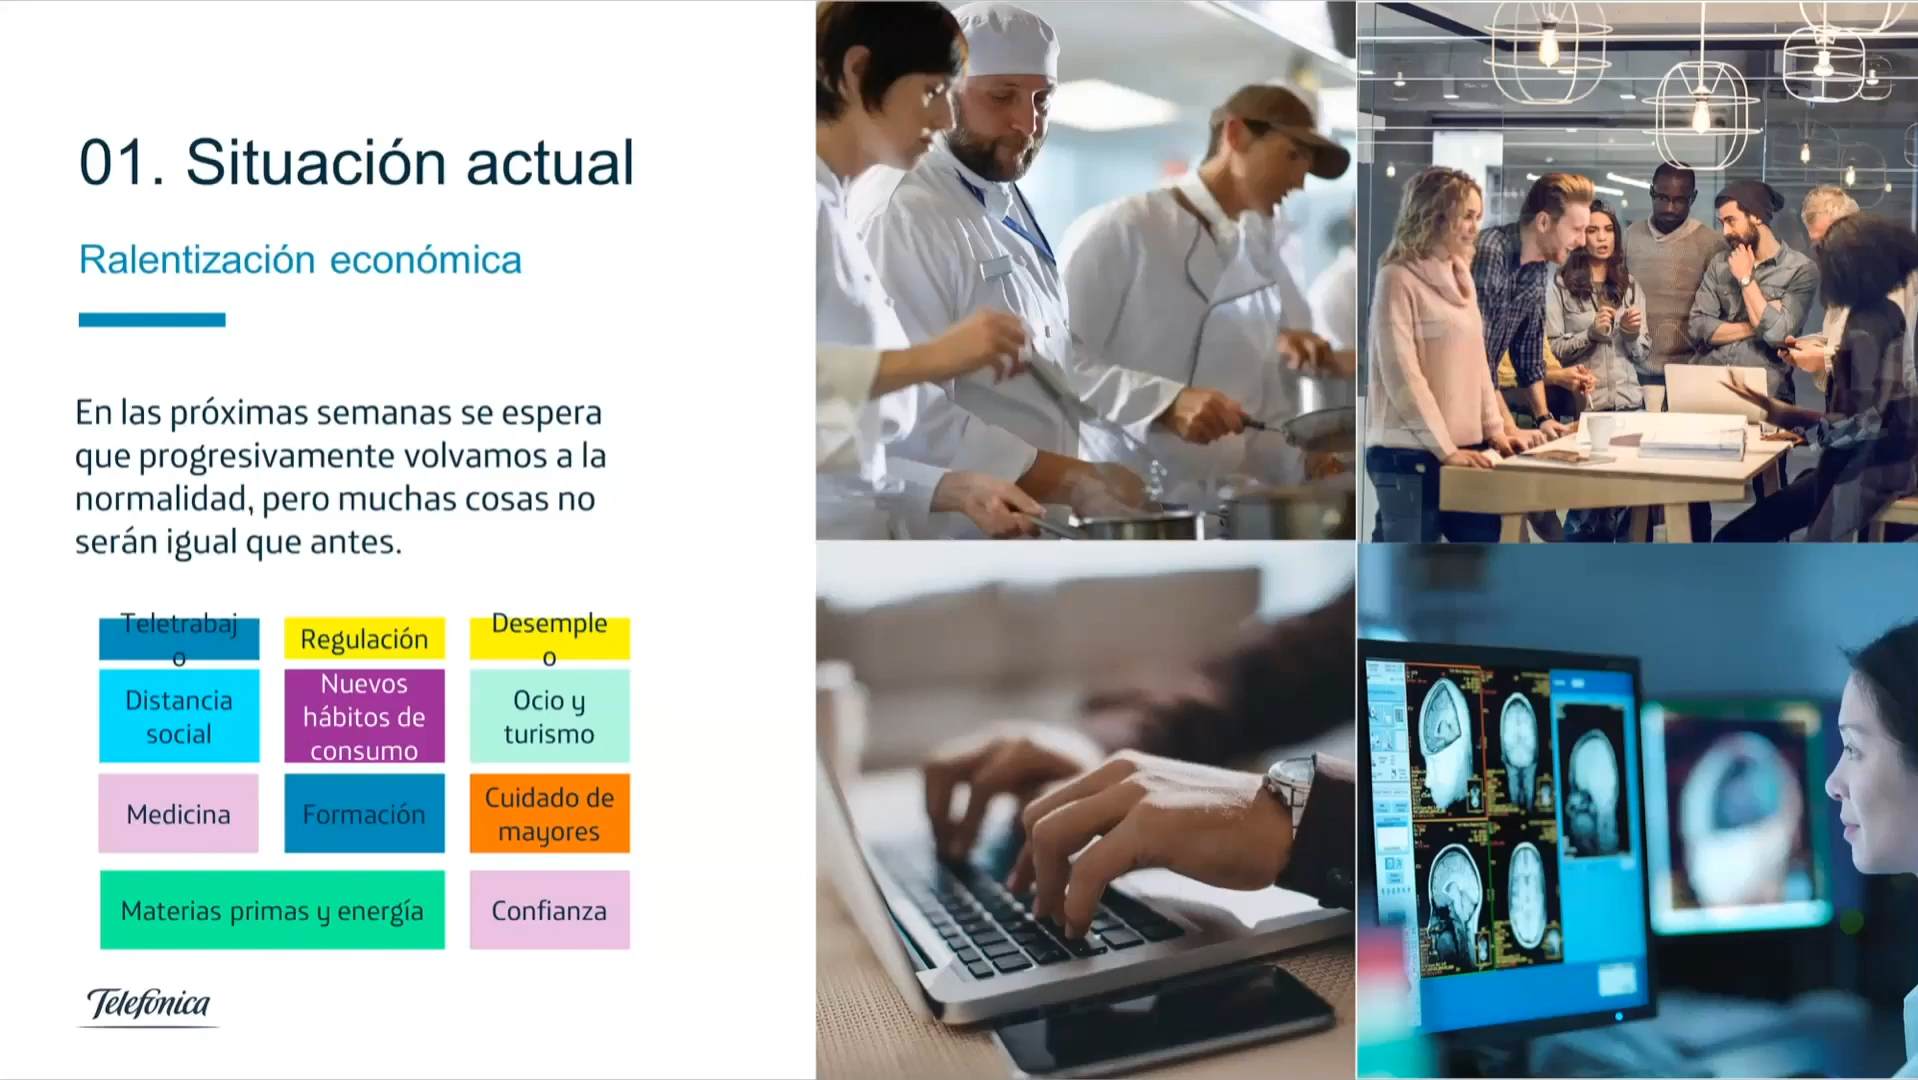 01. Situación actual
Ralentización económica
En las próximas semanas se espera
que progresivamente volvamos a la
normalidad, pero muchas cosas no
serán igual que antes.
Teletrabaj
o
Regulación
Desemple
o
Distancia
social
Nuevos
hábitos de
consumo
Ocio y
turismo
Medicina
Formación
Cuidado de
mayores
Materias primas y energía
Confianza
Telefónica